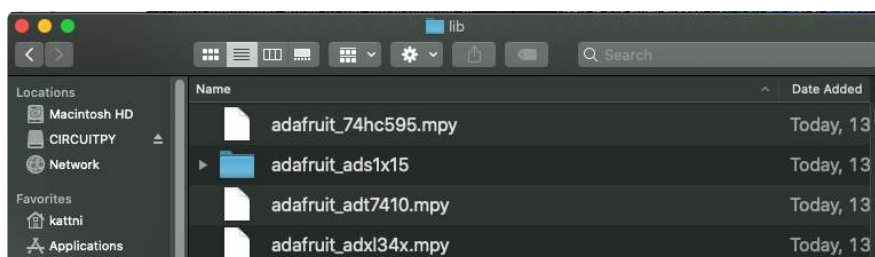 lib
Search
Locations
Macintosh HD
CIRCUITPY
Network
Favorites
kattni
Applications
Name
Date Added
adafruit_74hc595.mpy
Today, 13
adafruit_ads1x15
Today, 13
adafruit_adt7410.mpy
Today, 13
adafruit_adxl34x.mpy
Today, 13